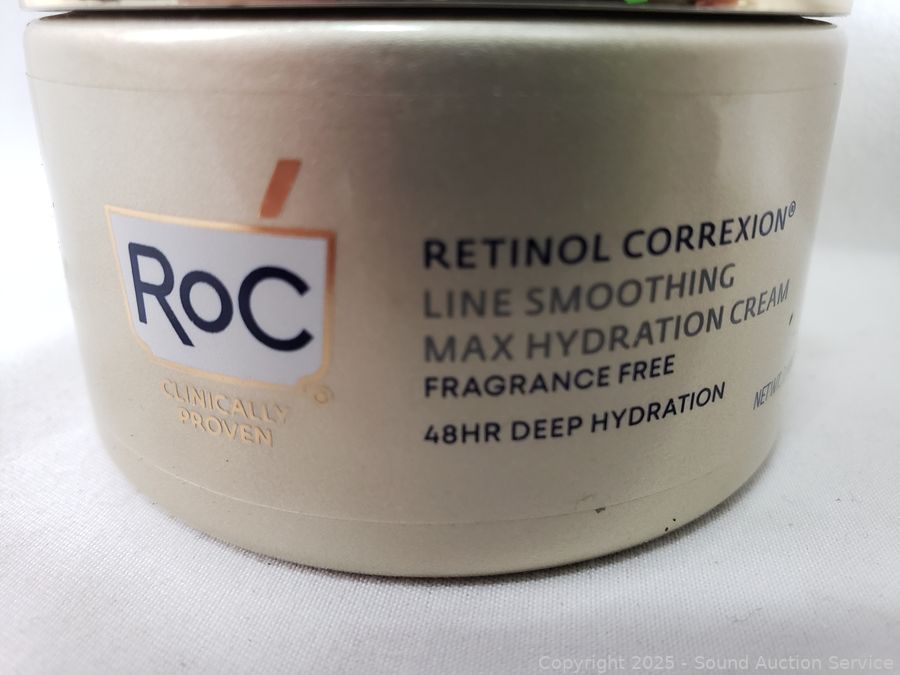 RoC
®
CLINICALLY
PROVEN
RETINOL CORREXION®
LINE SMOOTHING
MAX HYDRATION CREAM
FRAGRANCE FREE
48HR DEEP HYDRATION
NET
Copyright 2025 - Sound Auction Service